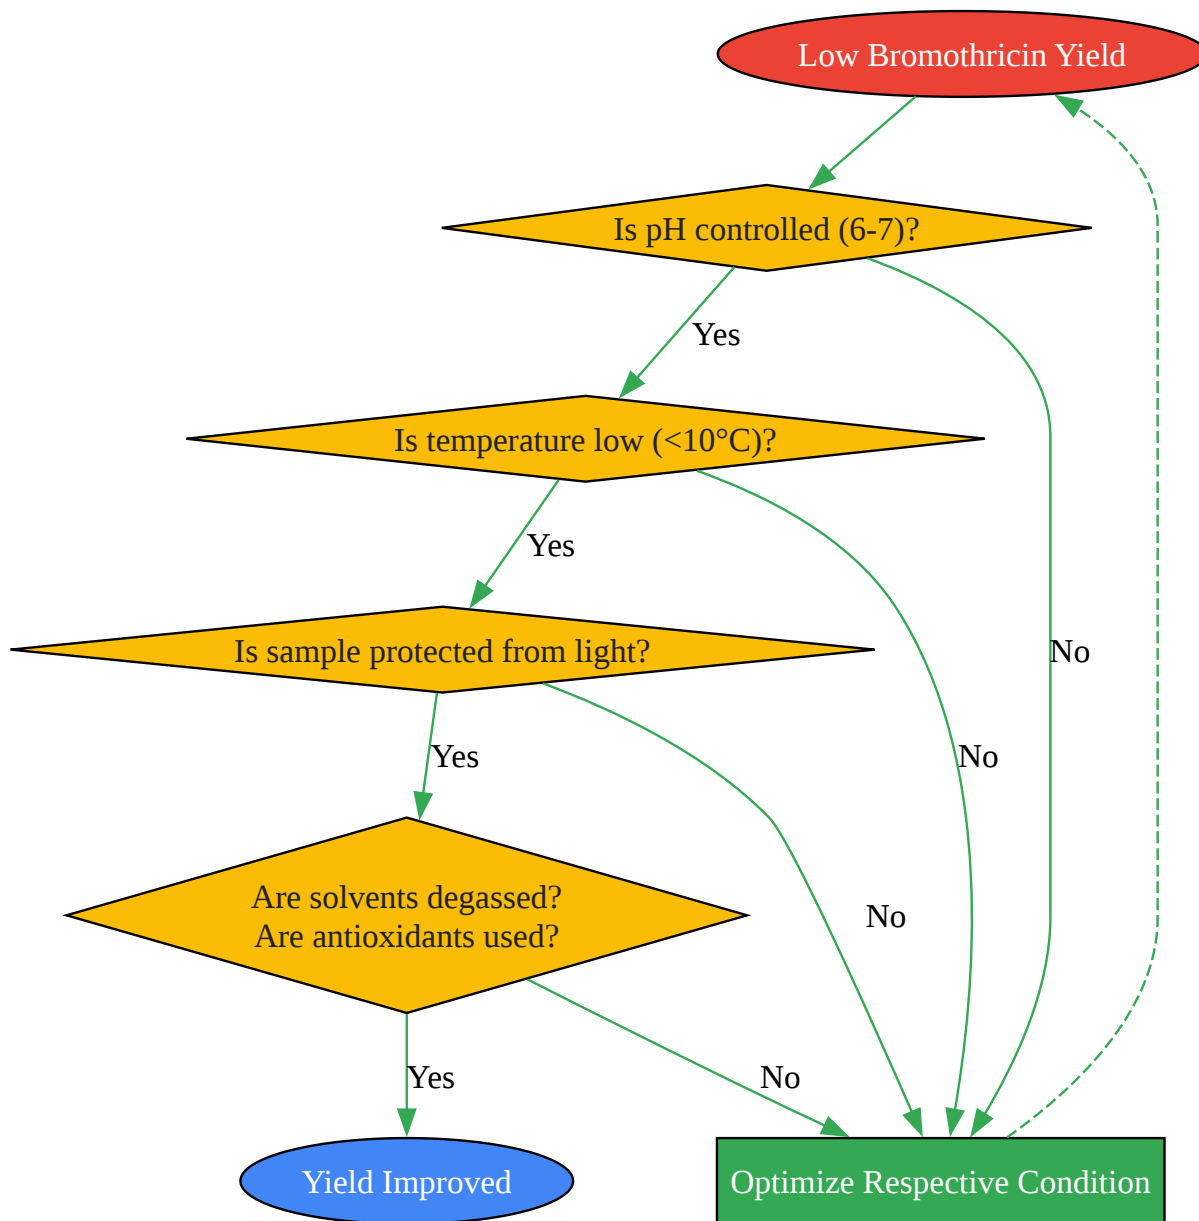 Low Bromothricin Yield
Is pH controlled (6-7)?
Yes
Is temperature low (<10°C)?
Yes
Is sample protected from light?
No
Yes
No
Are solvents degassed?
Are antioxidants used?
No
Yes
No
Yield Improved
Optimize Respective Condition